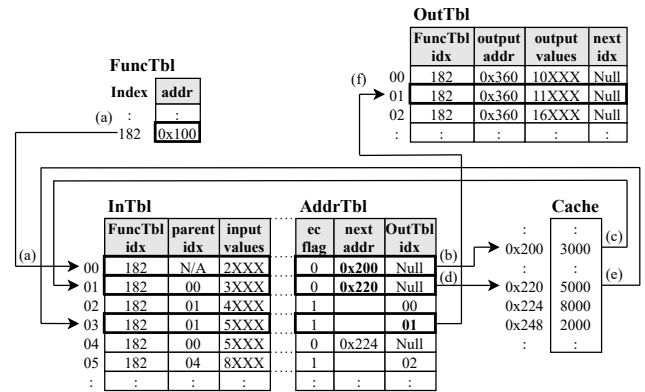 OutTbl
FuncTbl idx output addr output values next idx
(f) 00 182 0x360 10XXX Null
01 182 0x360 11XXX Null
02 182 0x360 16XXX Null
: : : : :
FuncTbl
Index addr
(a) : :
182 0x100
InTbl AddrTbl Cache
FuncTbl idx parent idx input values ec flag next addr OutTbl idx
(a) 00 182 N/A 2XXX 0 0x200 Null (b)
01 182 00 3XXX 0 0x220 Null (d)
02 182 01 4XXX 1 00
03 182 01 5XXX 1 01
04 182 00 5XXX 0 0x224 Null
05 182 04 8XXX 1 02
: : : : : : :
: :
0x200 3000 (c)
: :
0x220 5000 (e)
0x224 8000
0x248 2000
: :